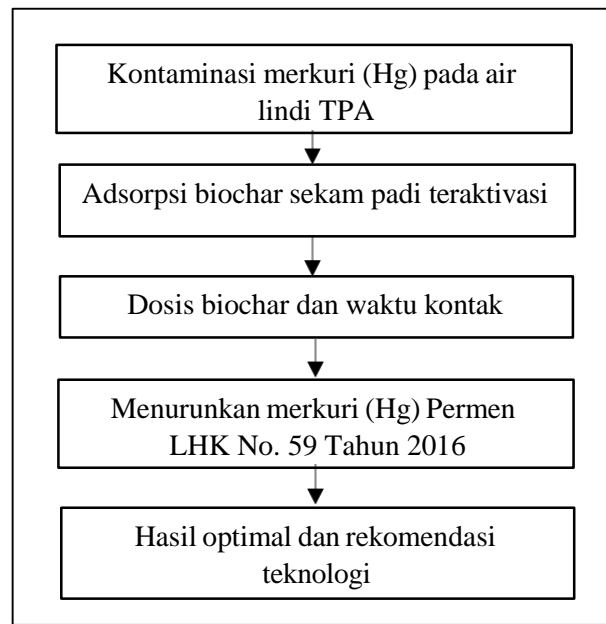 Kontaminasi merkuri (Hg) pada air
lindi TPA
Adsorpsi biochar sekam padi teraktivasi
Dosis biochar dan waktu kontak
Menurunkan merkuri (Hg) Permen
LHK No. 59 Tahun 2016
Hasil optimal dan rekomendasi
teknologi